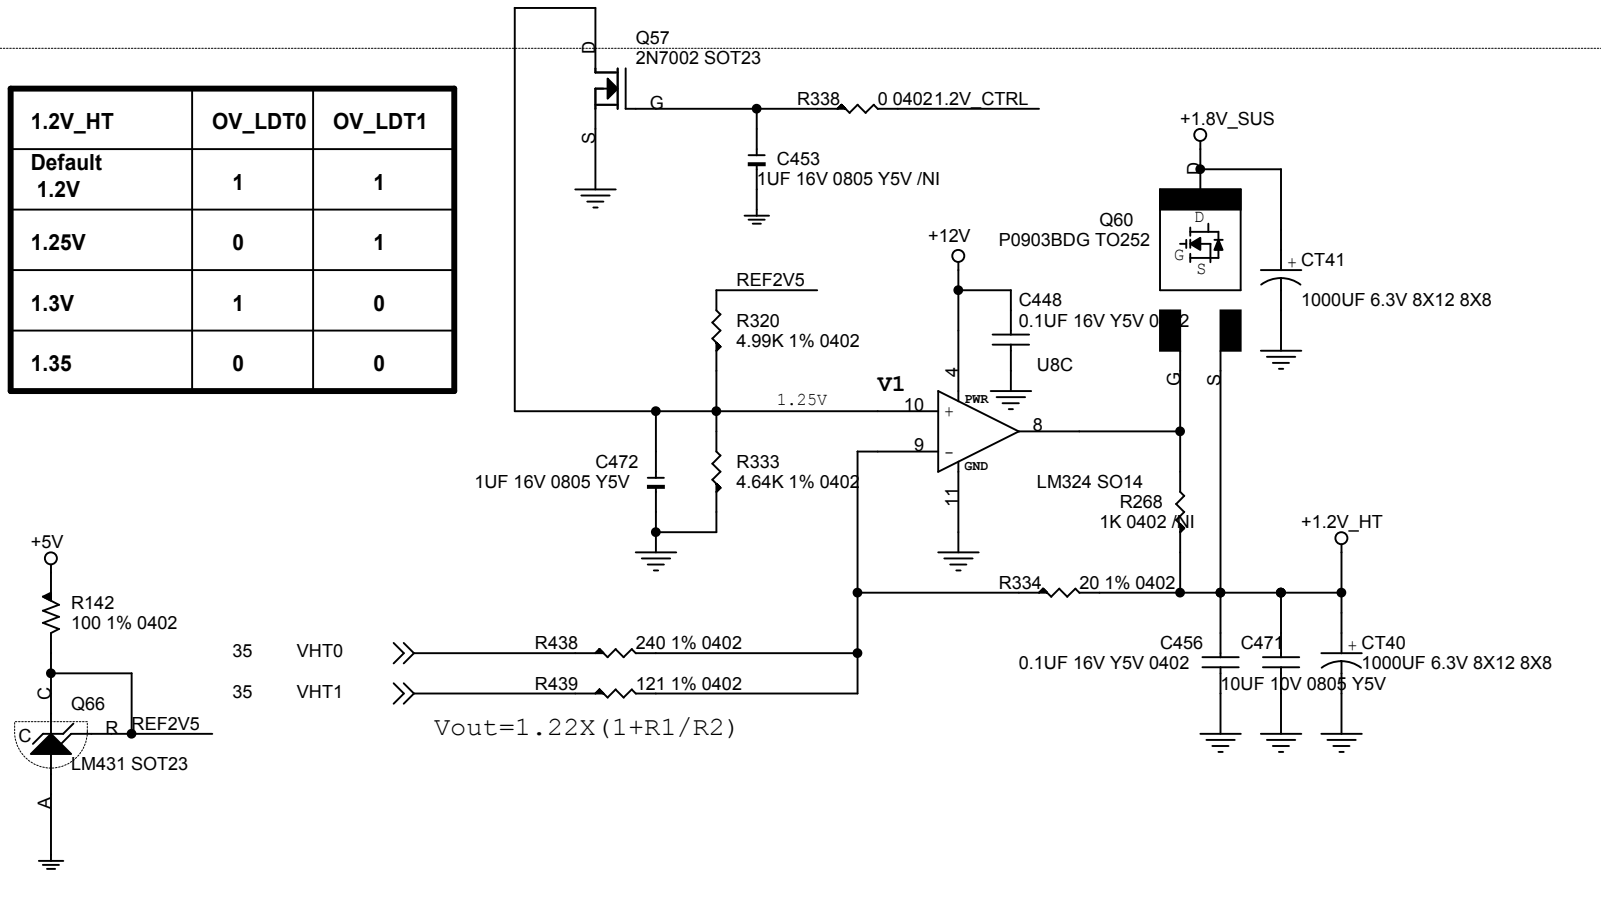 Q57
2N7002 SOT23
D
G
S
R338
0 0402
1.2V_CTRL
C453
1UF 16V 0805 Y5V /NI
1.2V_HT OV_LDT0 OV_LDT1
Default
1.2V 1 1
1.25V 0 1
1.3V 1 0
1.35 0 0
+1.8V_SUS
D
Q60
P0903BDG TO252
D
G
S
+ CT41
1000UF 6.3V 8X12 8X8
G
S
+12V
C448
0.1UF 16V Y5V 0402
U8C
REF2V5
R320
4.99K 1% 0402
V1
1.25V
10
9
8
4
11
+
-
PWR
GND
LM324 SO14
C472
1UF 16V 0805 Y5V
R333
4.64K 1% 0402
R268
1K 0402 /NI
+1.2V_HT
R334
20 1% 0402
+5V
R142
100 1% 0402
35 VHT0
R438
240 1% 0402
35 VHT1
R439
121 1% 0402
Vout=1.22X(1+R1/R2)
C456
0.1UF 16V Y5V 0402
C471
10UF 10V 0805 Y5V
+ CT40
1000UF 6.3V 8X12 8X8
C
Q66
C
R
REF2V5
LM431 SOT23
A